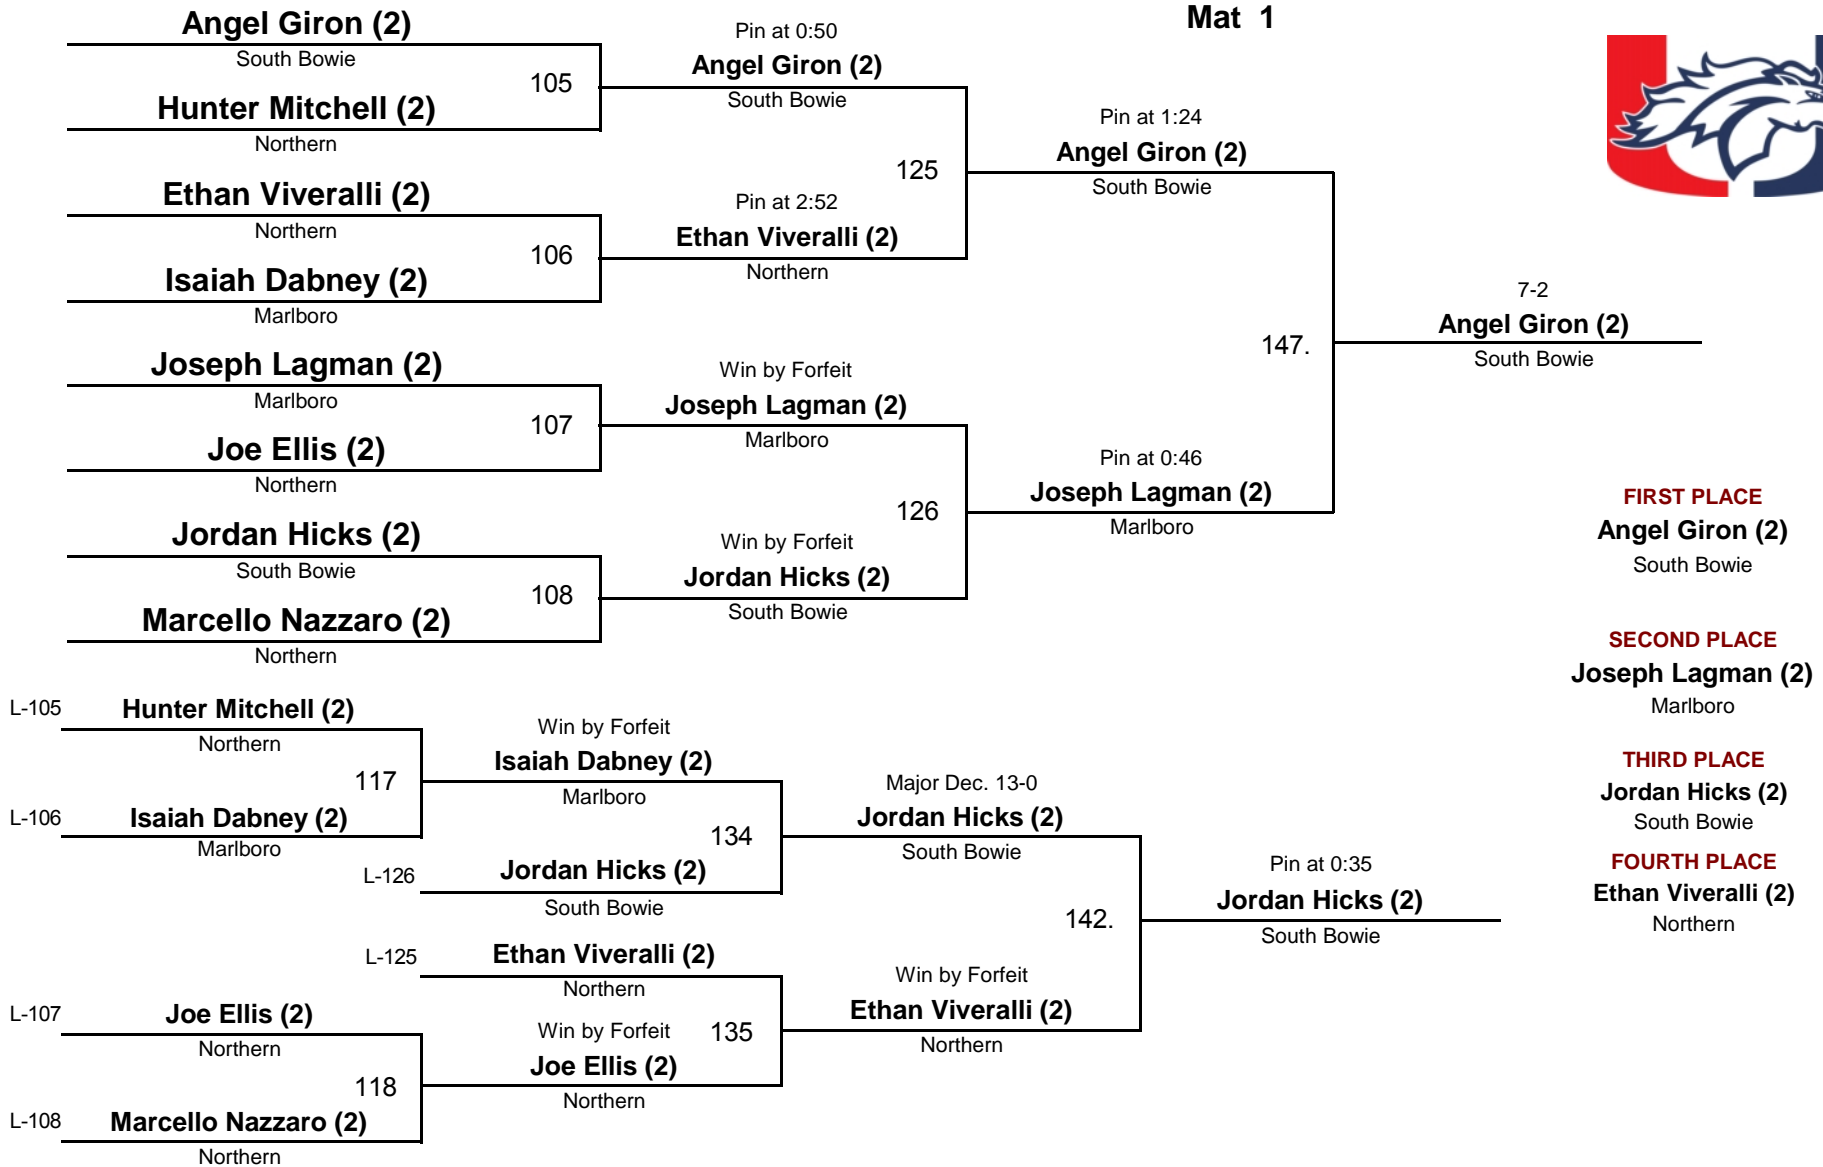 Mat 1
Angel Giron (2)
South Bowie
105
Hunter Mitchell (2)
Northern
Ethan Viveralli (2)
Northern
106
Isaiah Dabney (2)
Marlboro
Joseph Lagman (2)
Marlboro
107
Joe Ellis (2)
Northern
Jordan Hicks (2)
South Bowie
108
Marcello Nazzaro (2)
Northern
Pin at 0:50
Angel Giron (2)
South Bowie
125
Pin at 2:52
Ethan Viveralli (2)
Northern
Win by Forfeit
Joseph Lagman (2)
Marlboro
126
Win by Forfeit
Jordan Hicks (2)
South Bowie
Pin at 1:24
Angel Giron (2)
South Bowie
147.
Pin at 0:46
Joseph Lagman (2)
Marlboro
7-2
Angel Giron (2)
South Bowie
L-105
Hunter Mitchell (2)
Northern
117
L-106
Isaiah Dabney (2)
Marlboro
Win by Forfeit
Isaiah Dabney (2)
Marlboro
134
L-126
Jordan Hicks (2)
South Bowie
L-125
Ethan Viveralli (2)
Northern
135
L-107
Joe Ellis (2)
Northern
118
L-108
Marcello Nazzaro (2)
Northern
Win by Forfeit
Joe Ellis (2)
Northern
Major Dec. 13-0
Jordan Hicks (2)
South Bowie
142.
Win by Forfeit
Ethan Viveralli (2)
Northern
Pin at 0:35
Jordan Hicks (2)
South Bowie
FIRST PLACE
Angel Giron (2)
South Bowie
SECOND PLACE
Joseph Lagman (2)
Marlboro
THIRD PLACE
Jordan Hicks (2)
South Bowie
FOURTH PLACE
Ethan Viveralli (2)
Northern